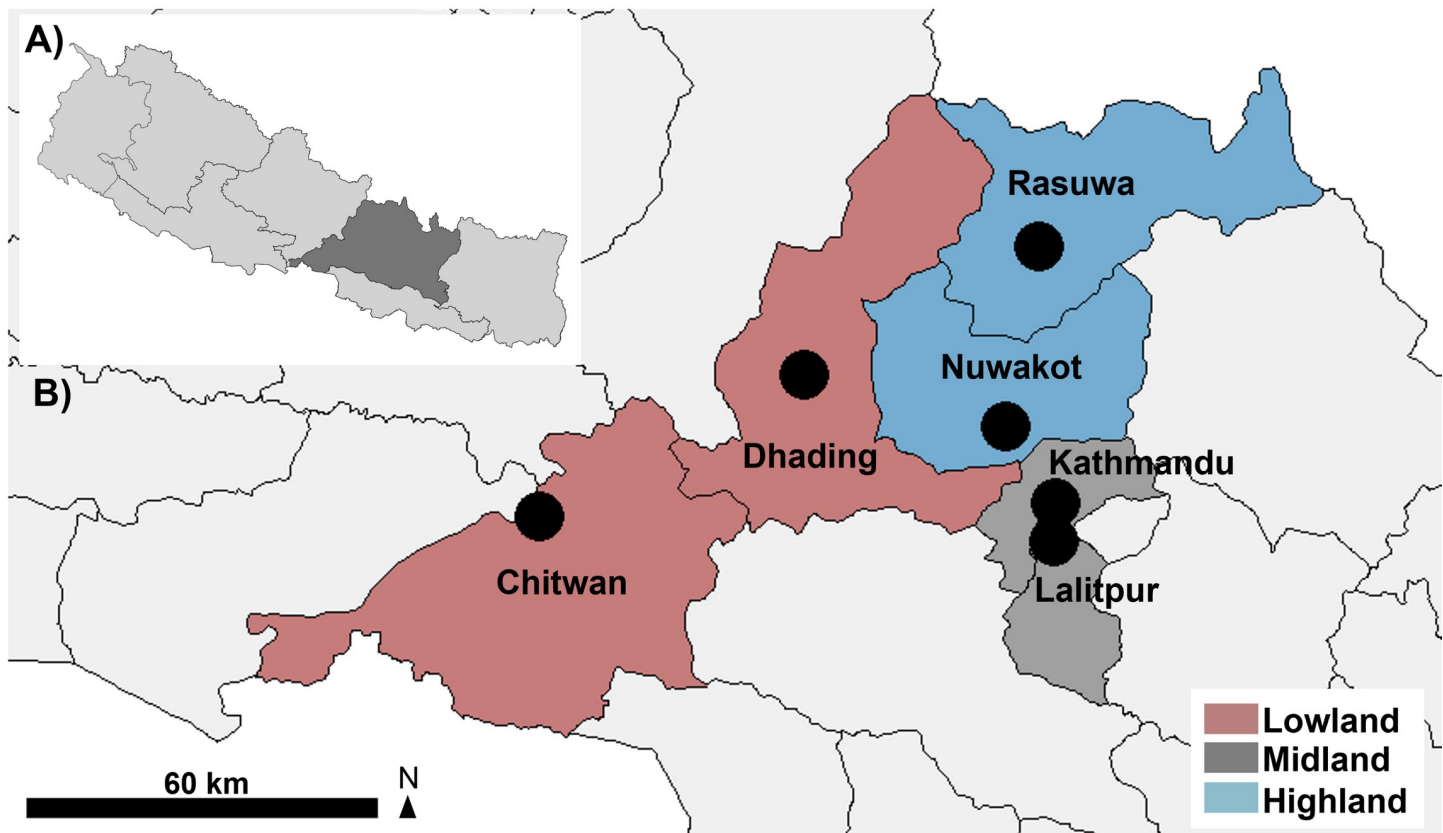 A)
Rasuwa
Nuwakot
B)
Dhading
Kathmandu
Chitwan
Lalitpur
Lowland
Midland
Highland
60 km
N